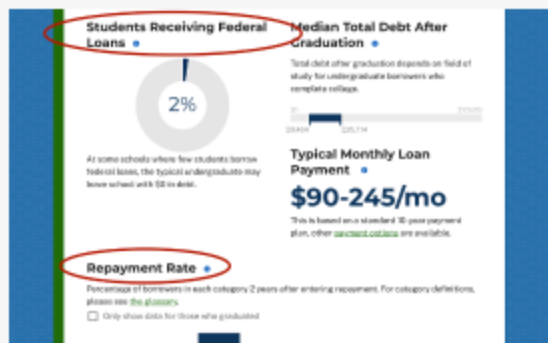 Students Receiving Federal
Loans
2%
At some schools where few students borrow
federal loans, the typical undergraduate may
leave school with $0 in debt.
Median Total Debt After
Graduation
Total debt after graduation depends on field of
study for undergraduate borrowers who
complete college.
Typical Monthly Loan
Payment
$90-245/mo
This is based on a standard 10-year payment
plan, other payment options are available.
Repayment Rate
Percentage of borrowers in each category 2 years after entering repayment. For category definitions,
please see the glossary.
Only show data for those who graduated